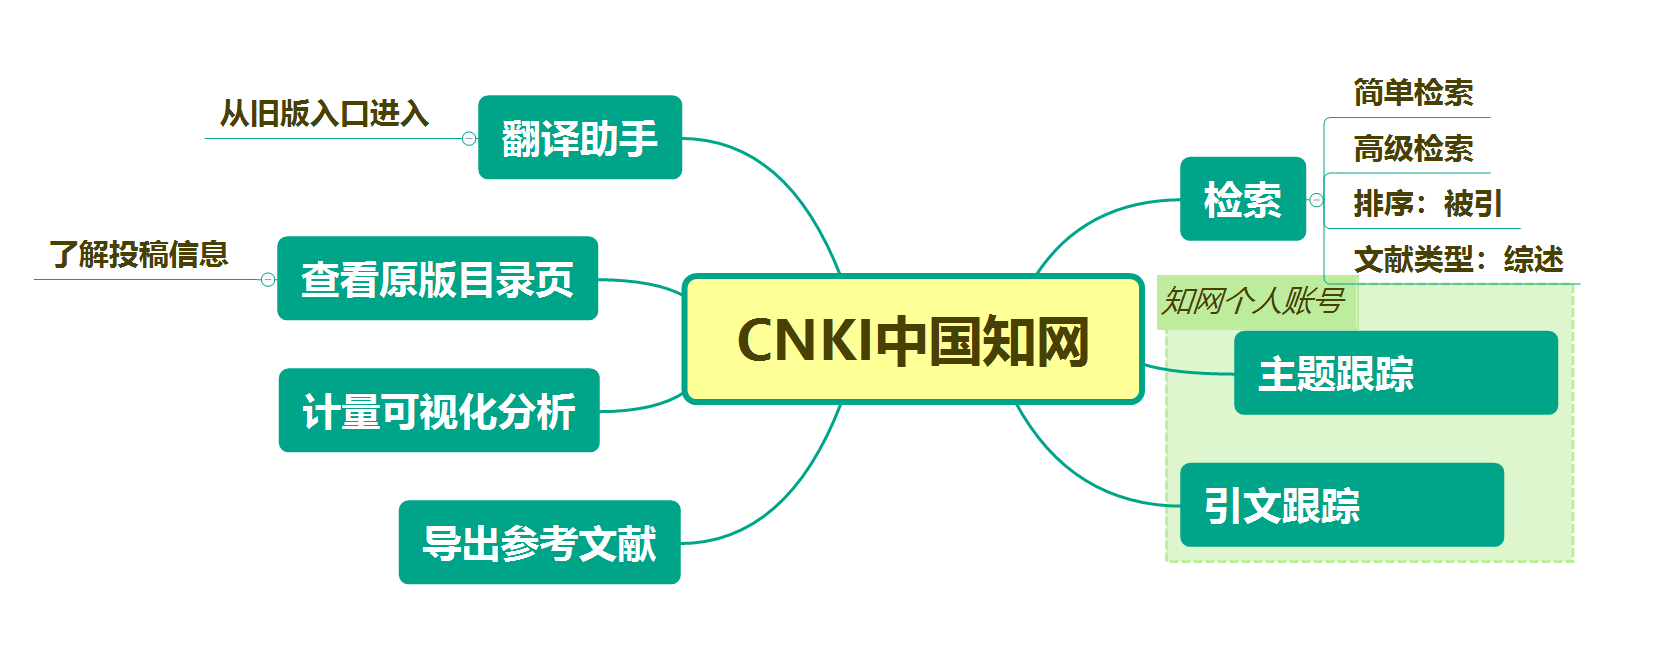 CNKI中国知网
检索
简单检索
高级检索
排序：被引
文献类型：综述
知网个人账号
主题跟踪
引文跟踪
翻译助手
从旧版入口进入
查看原版目录页
了解投稿信息
计量可视化分析
导出参考文献